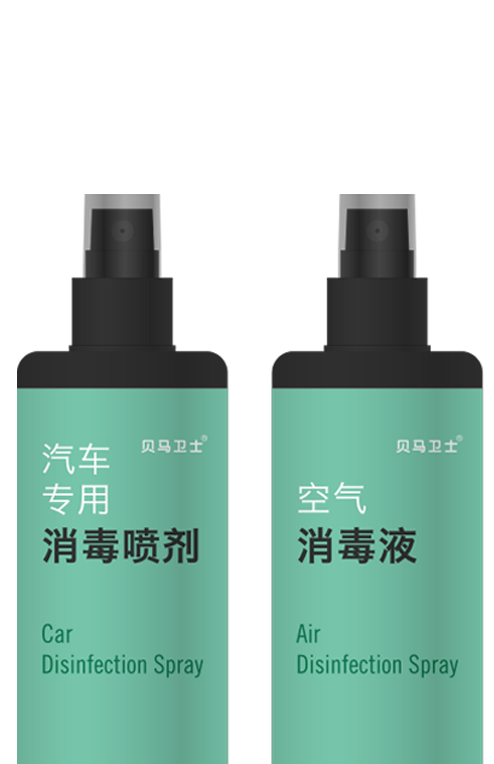 贝马卫士®
汽车
专用
消毒喷剂
Car
Disinfection Spray
贝马卫士®
空气
消毒液
Air
Disinfection Spray